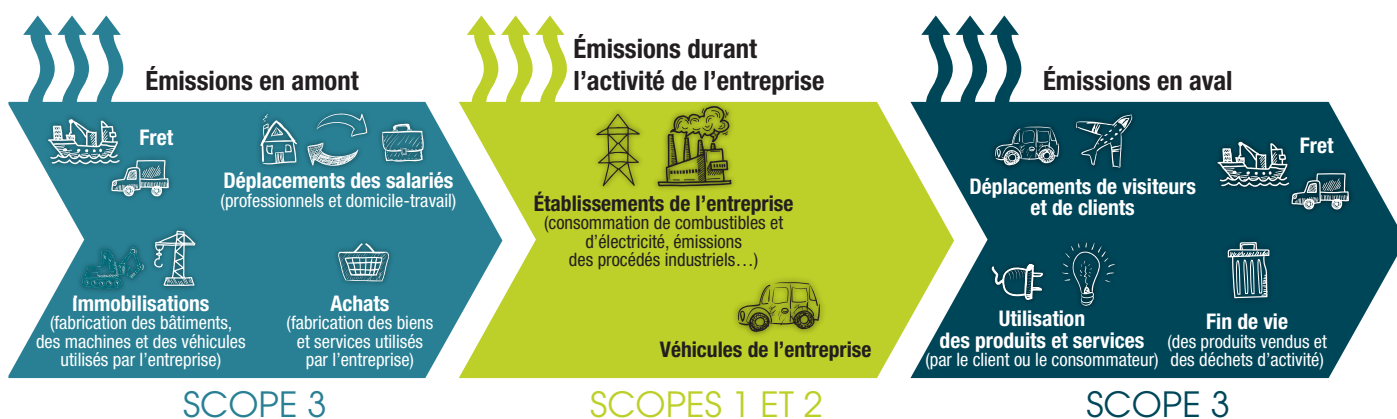 Émissions en amont
Fret
Déplacements des salariés
(professionnels et domicile-travail)
Immobilisations
(fabrication des bâtiments,
des machines et des véhicules
utilisés par l'entreprise)
Achats
(fabrication des biens
et services utilisés
par l'entreprise)
SCOPE 3
Émissions durant
l'activité de l'entreprise
Établissements de l'entreprise
(consommation de combustibles et
d'électricité, émissions
des procédés industriels…)
Véhicules de l'entreprise
SCOPES 1 ET 2
Émissions en aval
Déplacements de visiteurs
et de clients
Fret
Utilisation
des produits et services
(par le client ou le consommateur)
Fin de vie
(des produits vendus et
des déchets d'activité)
SCOPE 3